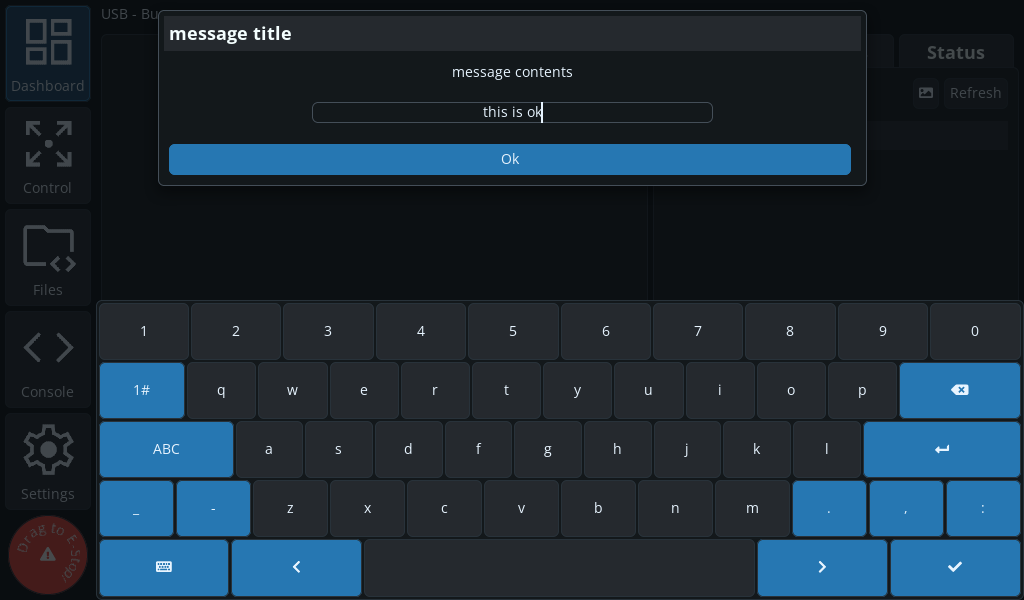 USB - Bu
message title
message contents
this is ok
Ok
Status
Refresh
Dashboard
Control
Files
Console
Settings
Drag to E. Stop!
1 2 3 4 5 6 7 8 9 0
1# q w e r t y u i o p
ABC a s d f g h j k l
_ - z x c v b n m . , :